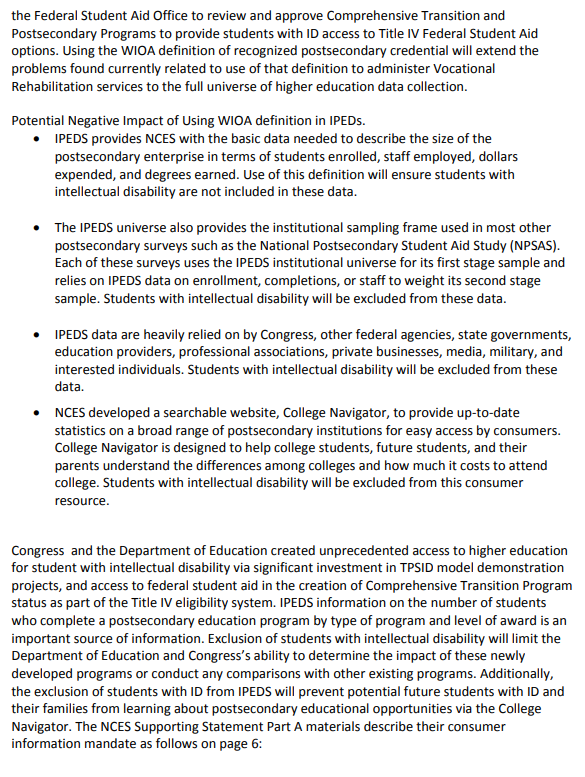 the Federal Student Aid Office to review and approve Comprehensive Transition and
Postsecondary Programs to provide students with ID access to Title IV Federal Student Aid
options. Using the WIOA definition of recognized postsecondary credential will extend the
problems found currently related to use of that definition to administer Vocational
Rehabilitation services to the full universe of higher education data collection.
Potential Negative Impact of Using WIOA definition in IPEDs.
• IPEDS provides NCES with the basic data needed to describe the size of the
postsecondary enterprise in terms of students enrolled, staff employed, dollars
expended, and degrees earned. Use of this definition will ensure students with
intellectual disability are not included in these data.
• The IPEDS universe also provides the institutional sampling frame used in most other
postsecondary surveys such as the National Postsecondary Student Aid Study (NPSAS).
Each of these surveys uses the IPEDS institutional universe for its first stage sample and
relies on IPEDS data on enrollment, completions, or staff to weight its second stage
sample. Students with intellectual disability will be excluded from these data.
• IPEDS data are heavily relied on by Congress, other federal agencies, state governments,
education providers, professional associations, private businesses, media, military, and
interested individuals. Students with intellectual disability will be excluded from these
data.
• NCES developed a searchable website, College Navigator, to provide up-to-date
statistics on a broad range of postsecondary institutions for easy access by consumers.
College Navigator is designed to help college students, future students, and their
parents understand the differences among colleges and how much it costs to attend
college. Students with intellectual disability will be excluded from this consumer
resource.
Congress and the Department of Education created unprecedented access to higher education
for student with intellectual disability via significant investment in TPSID model demonstration
projects, and access to federal student aid in the creation of Comprehensive Transition Program
status as part of the Title IV eligibility system. IPEDS information on the number of students
who complete a postsecondary education program by type of program and level of award is an
important source of information. Exclusion of students with intellectual disability will limit the
Department of Education and Congress's ability to determine the impact of these newly
developed programs or conduct any comparisons with other existing programs. Additionally,
the exclusion of students with ID from IPEDS will prevent potential future students with ID and
their families from learning about postsecondary educational opportunities via the College
Navigator. The NCES Supporting Statement Part A materials describe their consumer
information mandate as follows on page 6: